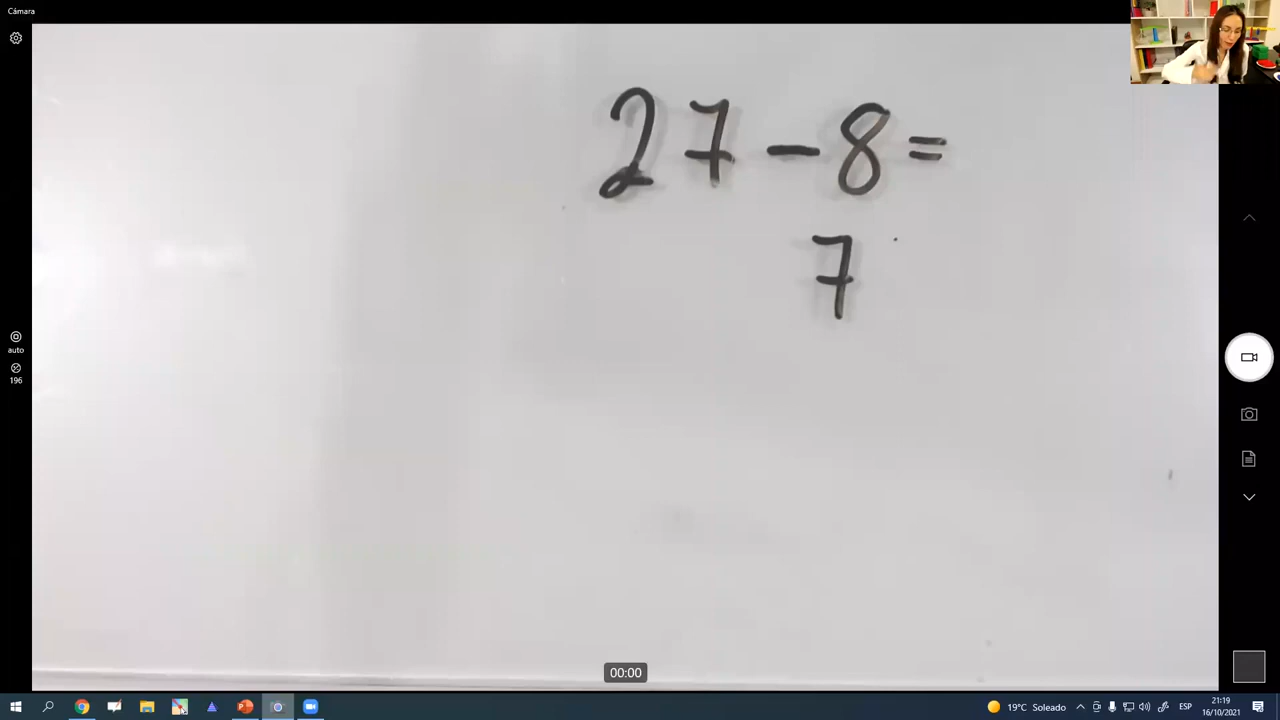 Cámara
27-8=
7
auto
196
00:00
19°C Soleado
ESP
21:19
16/10/2021